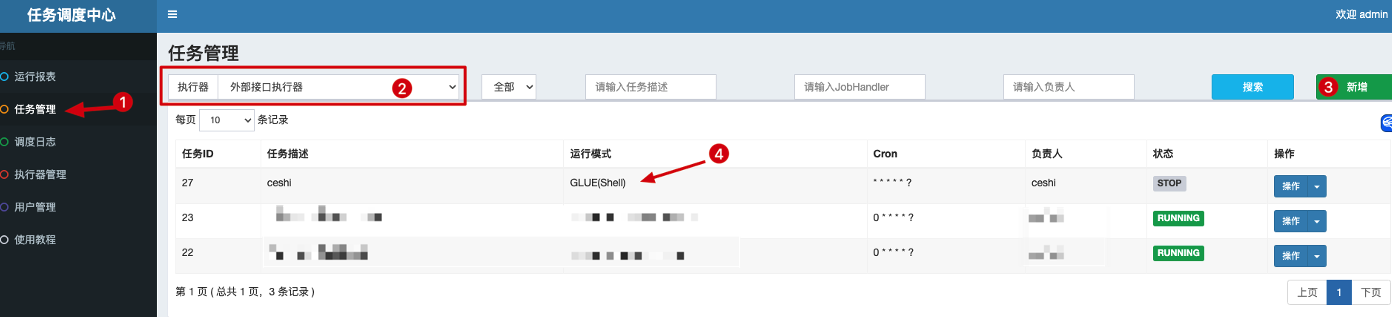 任务调度中心
欢迎 admin
导航
运行报表
任务管理
调度日志
执行器管理
用户管理
使用教程
1
任务管理
执行器 外部接口执行器 2 全部 请输入任务描述 请输入JobHandler 请输入负责人 搜索 3 新增
每页 10 条记录
任务ID 任务描述 运行模式 4 Cron 负责人 状态 操作
27 ceshi GLUE(Shell) * * * * * ? ceshi STOP 操作
23 0 * * * * ? RUNNING 操作
22 0 * * * * ? RUNNING 操作
第 1 页 ( 总共 1 页，3 条记录 ) 上页 1 下页